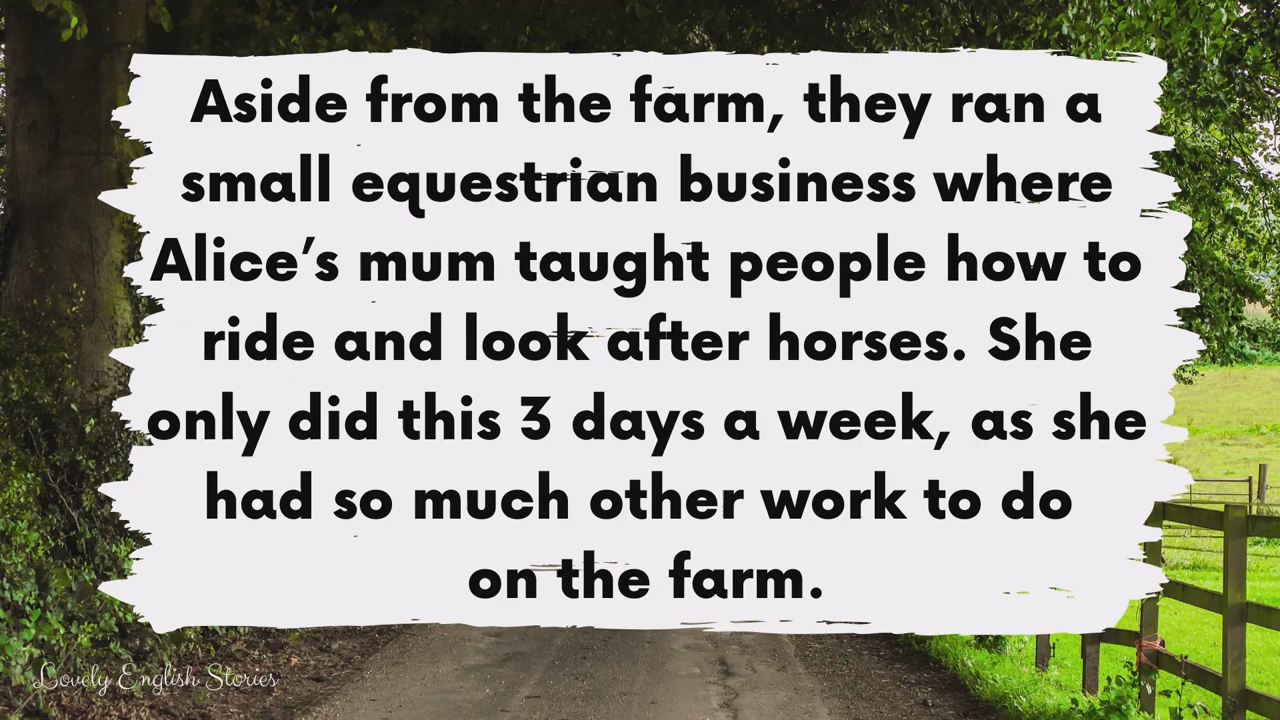 Aside from the farm, they ran a
small equestrian business where
Alice’s mum taught people how to
ride and look after horses. She
only did this 3 days a week, as she
had so much other work to do
on the farm.
Lovely English Stories